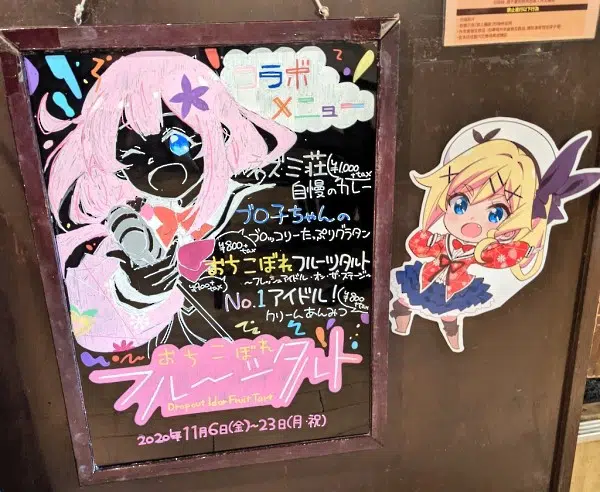 コラボ
メニュー
ネズミ荘(¥1,000+tax)
自慢のカレー
ブロ子ちゃんの
ブロッコリーたっぷりグラタン
¥800+tax
おちこぼれフルーツタルト
～フレッシュアイドル・オン・ザ・ステージ～
¥900+tax
No.1アイドル!(¥800+tax)
クリームあんみつ
おちこぼれ
フルーツタルト
Dropout Idol Fruit Tart
2020年11月6日(金)～23日(月・祝)